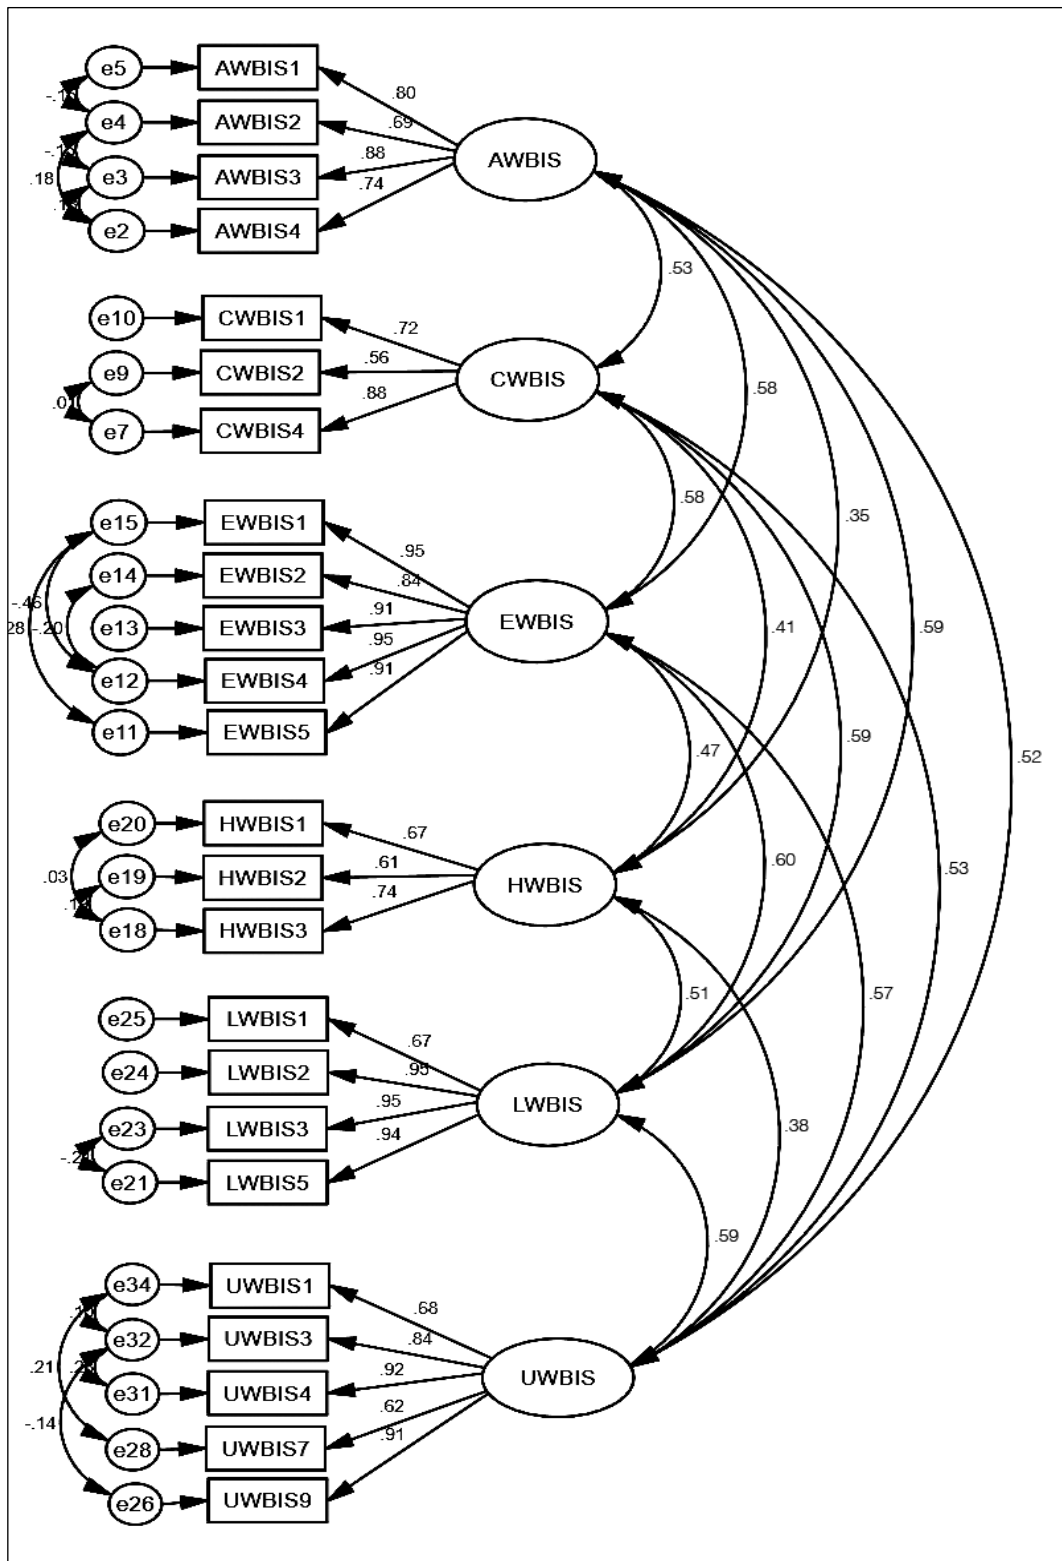 e5 AWBIS1 .80
e4 AWBIS2 .69
e3 AWBIS3 .88
.18
e2 AWBIS4 .74
AWBIS
.53
e10 CWBIS1 .72
e9 CWBIS2 .56
e7 CWBIS4 .88
CWBIS
.58
.58
.35
e15 EWBIS1 .95
e14 EWBIS2 .84
e13 EWBIS3 .91
e12 EWBIS4 .95
e11 EWBIS5 .91
-.46
28 -.20
EWBIS
.41
.59
.47
.59
.52
e20 HWBIS1 .67
e19 HWBIS2 .61
e18 HWBIS3 .74
.03
HWBIS
.60
.53
.51
.57
e25 LWBIS1 .67
e24 LWBIS2 .95
e23 LWBIS3 .95
e21 LWBIS5 .94
LWBIS
.38
.59
e34 UWBIS1 .68
e32 UWBIS3 .84
e31 UWBIS4 .92
e28 UWBIS7 .62
e26 UWBIS9 .91
.21
-.14
UWBIS